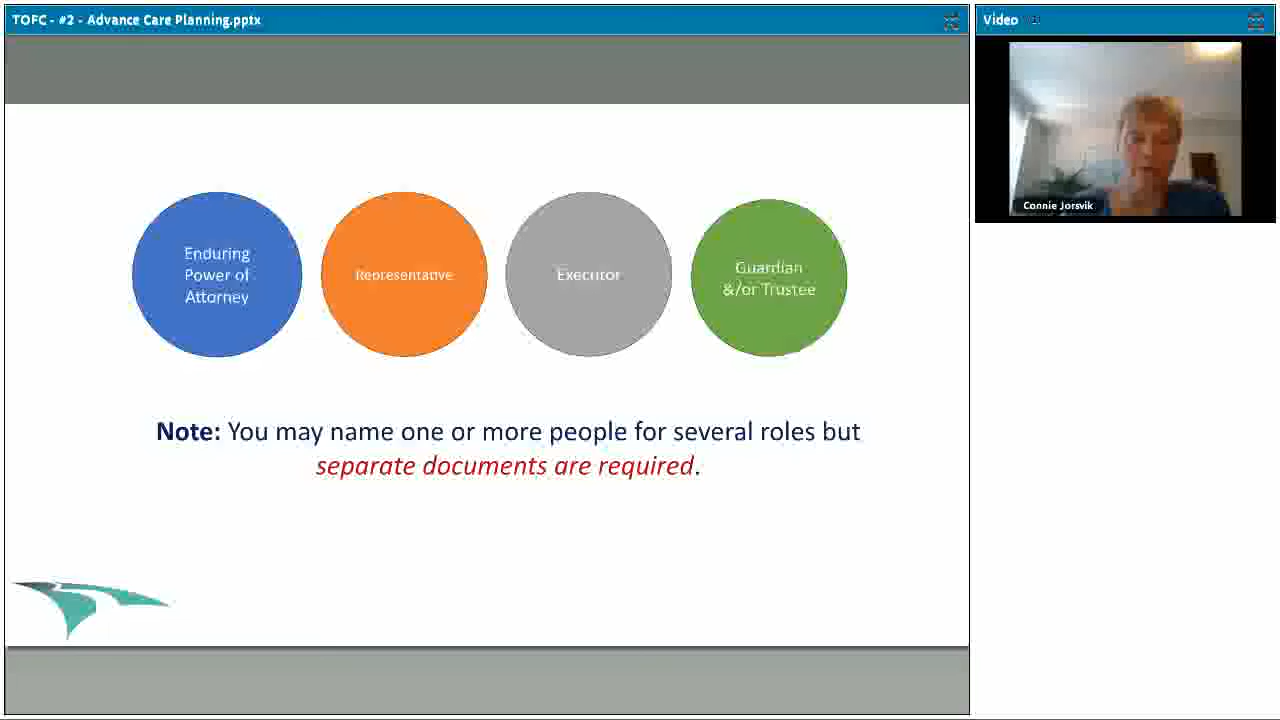 TOFC - #2 - Advance Care Planning.pptx
Video
Enduring
Power of
Attorney
Representative
Executor
Guardian
&/or Trustee
Note: You may name one or more people for several roles but
separate documents are required.
Connie Jorsvik